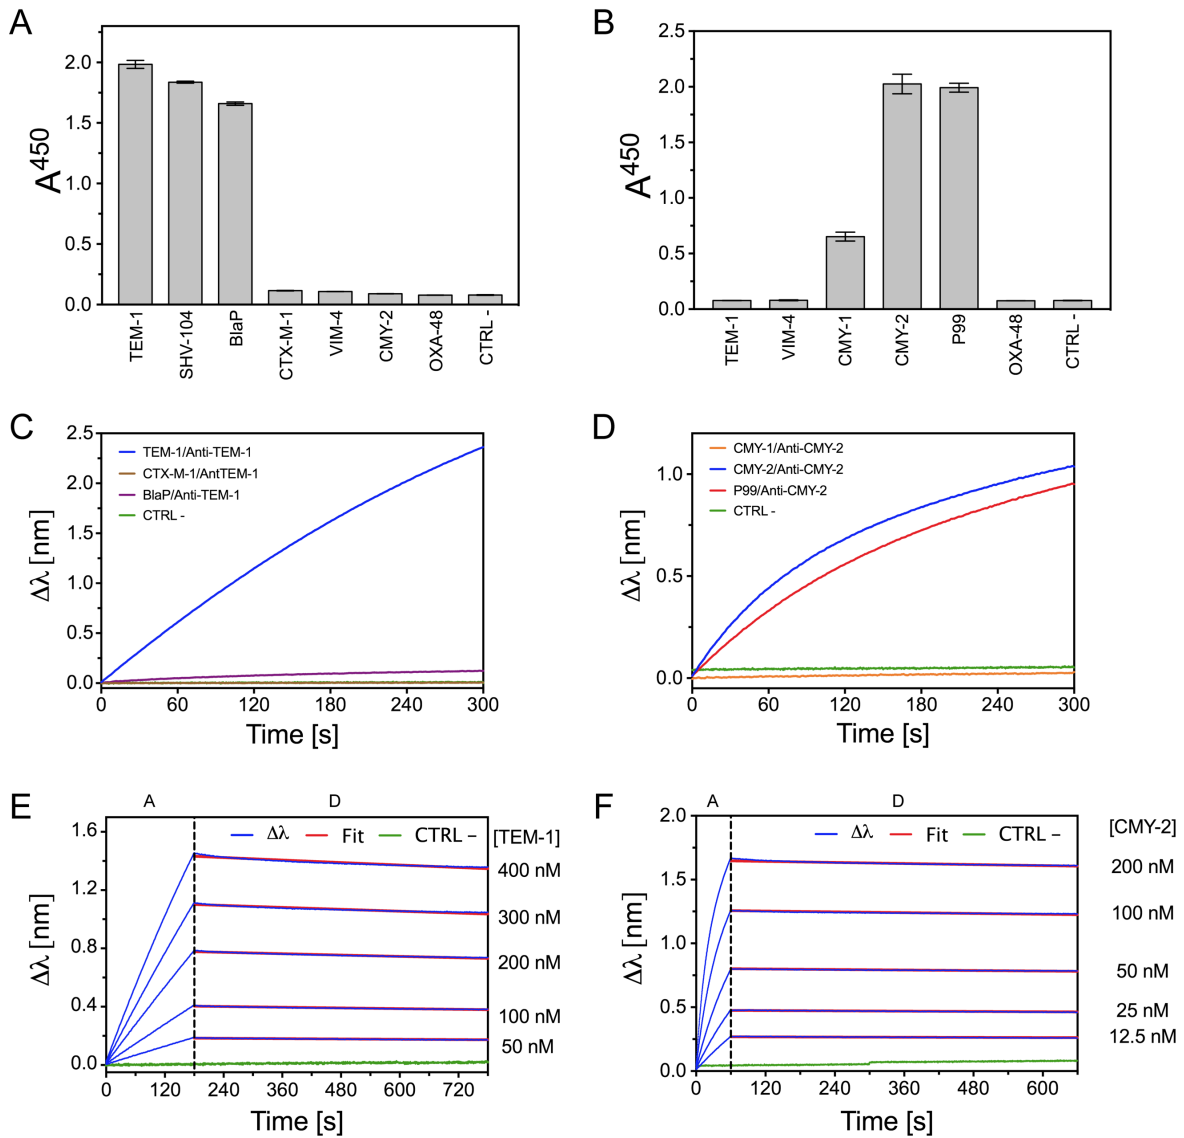 A
B
2.0
1.5
1.0
0.5
0.0
A450
TEM-1
SHV-104
BlaP
CTX-M-1
VIM-4
CMY-2
OXA-48
CTRL -
2.5
2.0
1.5
1.0
0.5
0.0
A450
TEM-1
VIM-4
CMY-1
CMY-2
P99
OXA-48
CTRL -
C
D
2.5
2.0
1.5
1.0
0.5
0.0
Δλ [nm]
TEM-1/Anti-TEM-1
CTX-M-1/AntTEM-1
BlaP/Anti-TEM-1
CTRL -
0 60 120 180 240 300
Time [s]
1.0
0.5
0.0
Δλ [nm]
CMY-1/Anti-CMY-2
CMY-2/Anti-CMY-2
P99/Anti-CMY-2
CTRL -
0 60 120 180 240 300
Time [s]
E
F
A D
1.6
1.2
0.8
0.4
0.0
Δλ [nm]
Δλ Fit CTRL –
[TEM-1]
400 nM
300 nM
200 nM
100 nM
50 nM
0 120 240 360 480 600 720
Time [s]
A D
2.0
1.5
1.0
0.5
0.0
Δλ [nm]
Δλ Fit CTRL –
[CMY-2]
200 nM
100 nM
50 nM
25 nM
12.5 nM
0 120 240 360 480 600
Time [s]